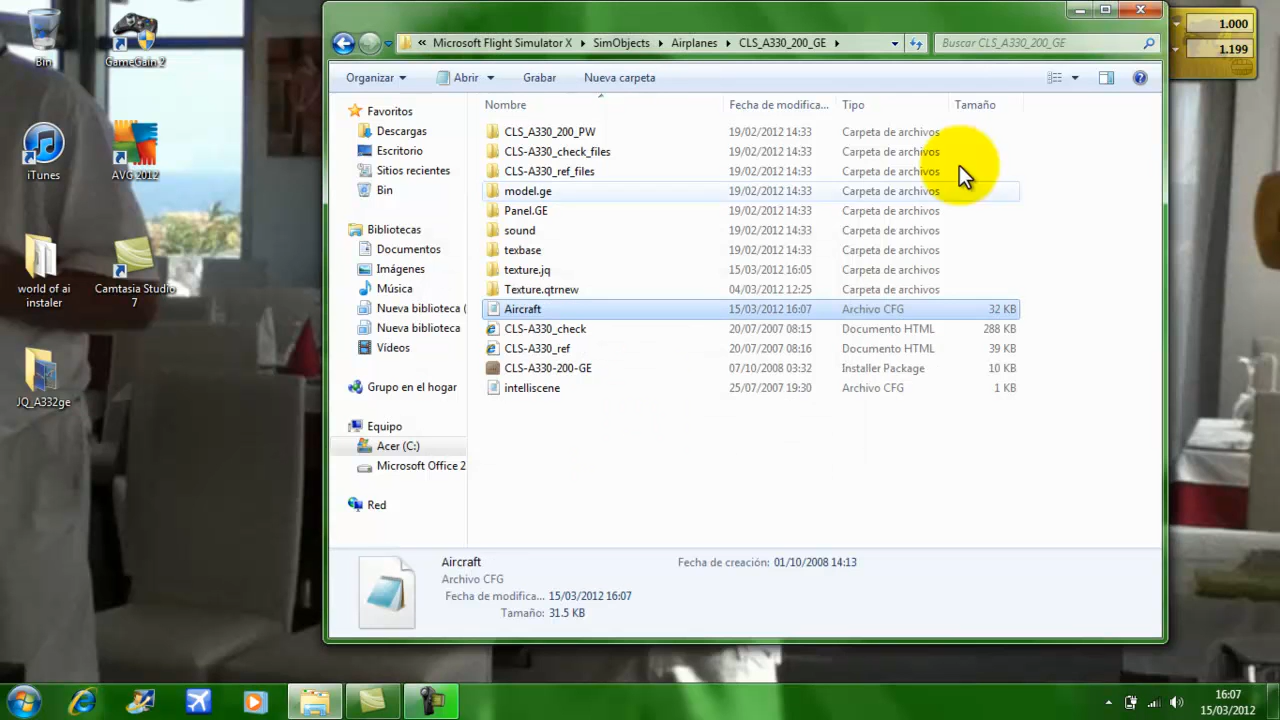 Bin
GameGain 2
iTunes
AVG 2012
world of ai
instaler
Camtasia Studio
7
JQ_A332ge
« Microsoft Flight Simulator X ▸ SimObjects ▸ Airplanes ▸ CLS_A330_200_GE ▸
Buscar CLS_A330_200_GE
1.000
1.199
Organizar
Abrir
Grabar
Nueva carpeta
Favoritos
Descargas
Escritorio
Sitios recientes
Bin
Bibliotecas
Documentos
Imágenes
Música
Nueva biblioteca (
Nueva biblioteca
Vídeos
Grupo en el hogar
Equipo
Acer (C:)
Microsoft Office 2
Red
Nombre Fecha de modifica... Tipo Tamaño
CLS_A330_200_PW 19/02/2012 14:33 Carpeta de archivos
CLS-A330_check_files 19/02/2012 14:33 Carpeta de archivos
CLS-A330_ref_files 19/02/2012 14:33 Carpeta de archivos
model.ge 19/02/2012 14:33 Carpeta de archivos
Panel.GE 19/02/2012 14:33 Carpeta de archivos
sound 19/02/2012 14:33 Carpeta de archivos
texbase 19/02/2012 14:33 Carpeta de archivos
texture.jq 15/03/2012 16:05 Carpeta de archivos
Texture.qtrnew 04/03/2012 12:25 Carpeta de archivos
Aircraft 15/03/2012 16:07 Archivo CFG 32 KB
CLS-A330_check 20/07/2007 08:15 Documento HTML 288 KB
CLS-A330_ref 20/07/2007 08:16 Documento HTML 39 KB
CLS-A330-200-GE 07/10/2008 03:32 Installer Package 10 KB
intelliscene 25/07/2007 19:30 Archivo CFG 1 KB
Aircraft
Archivo CFG
Fecha de modifica... 15/03/2012 16:07
Tamaño: 31.5 KB
Fecha de creación: 01/10/2008 14:13
16:07
15/03/2012